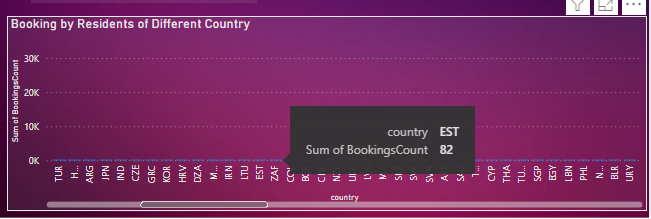 Booking by Residents of Different Country
Sum of BookingsCount
30K
20K
10K
0K
country EST
Sum of BookingsCount 82
TUR
H...
ARG
JPN
IND
CZE
GRC
KOR
HRV
DZA
M...
IRN
LTU
EST
ZAF
CYP
THA
TU...
SGP
EGY
LBN
PHL
N...
BLR
URY
country